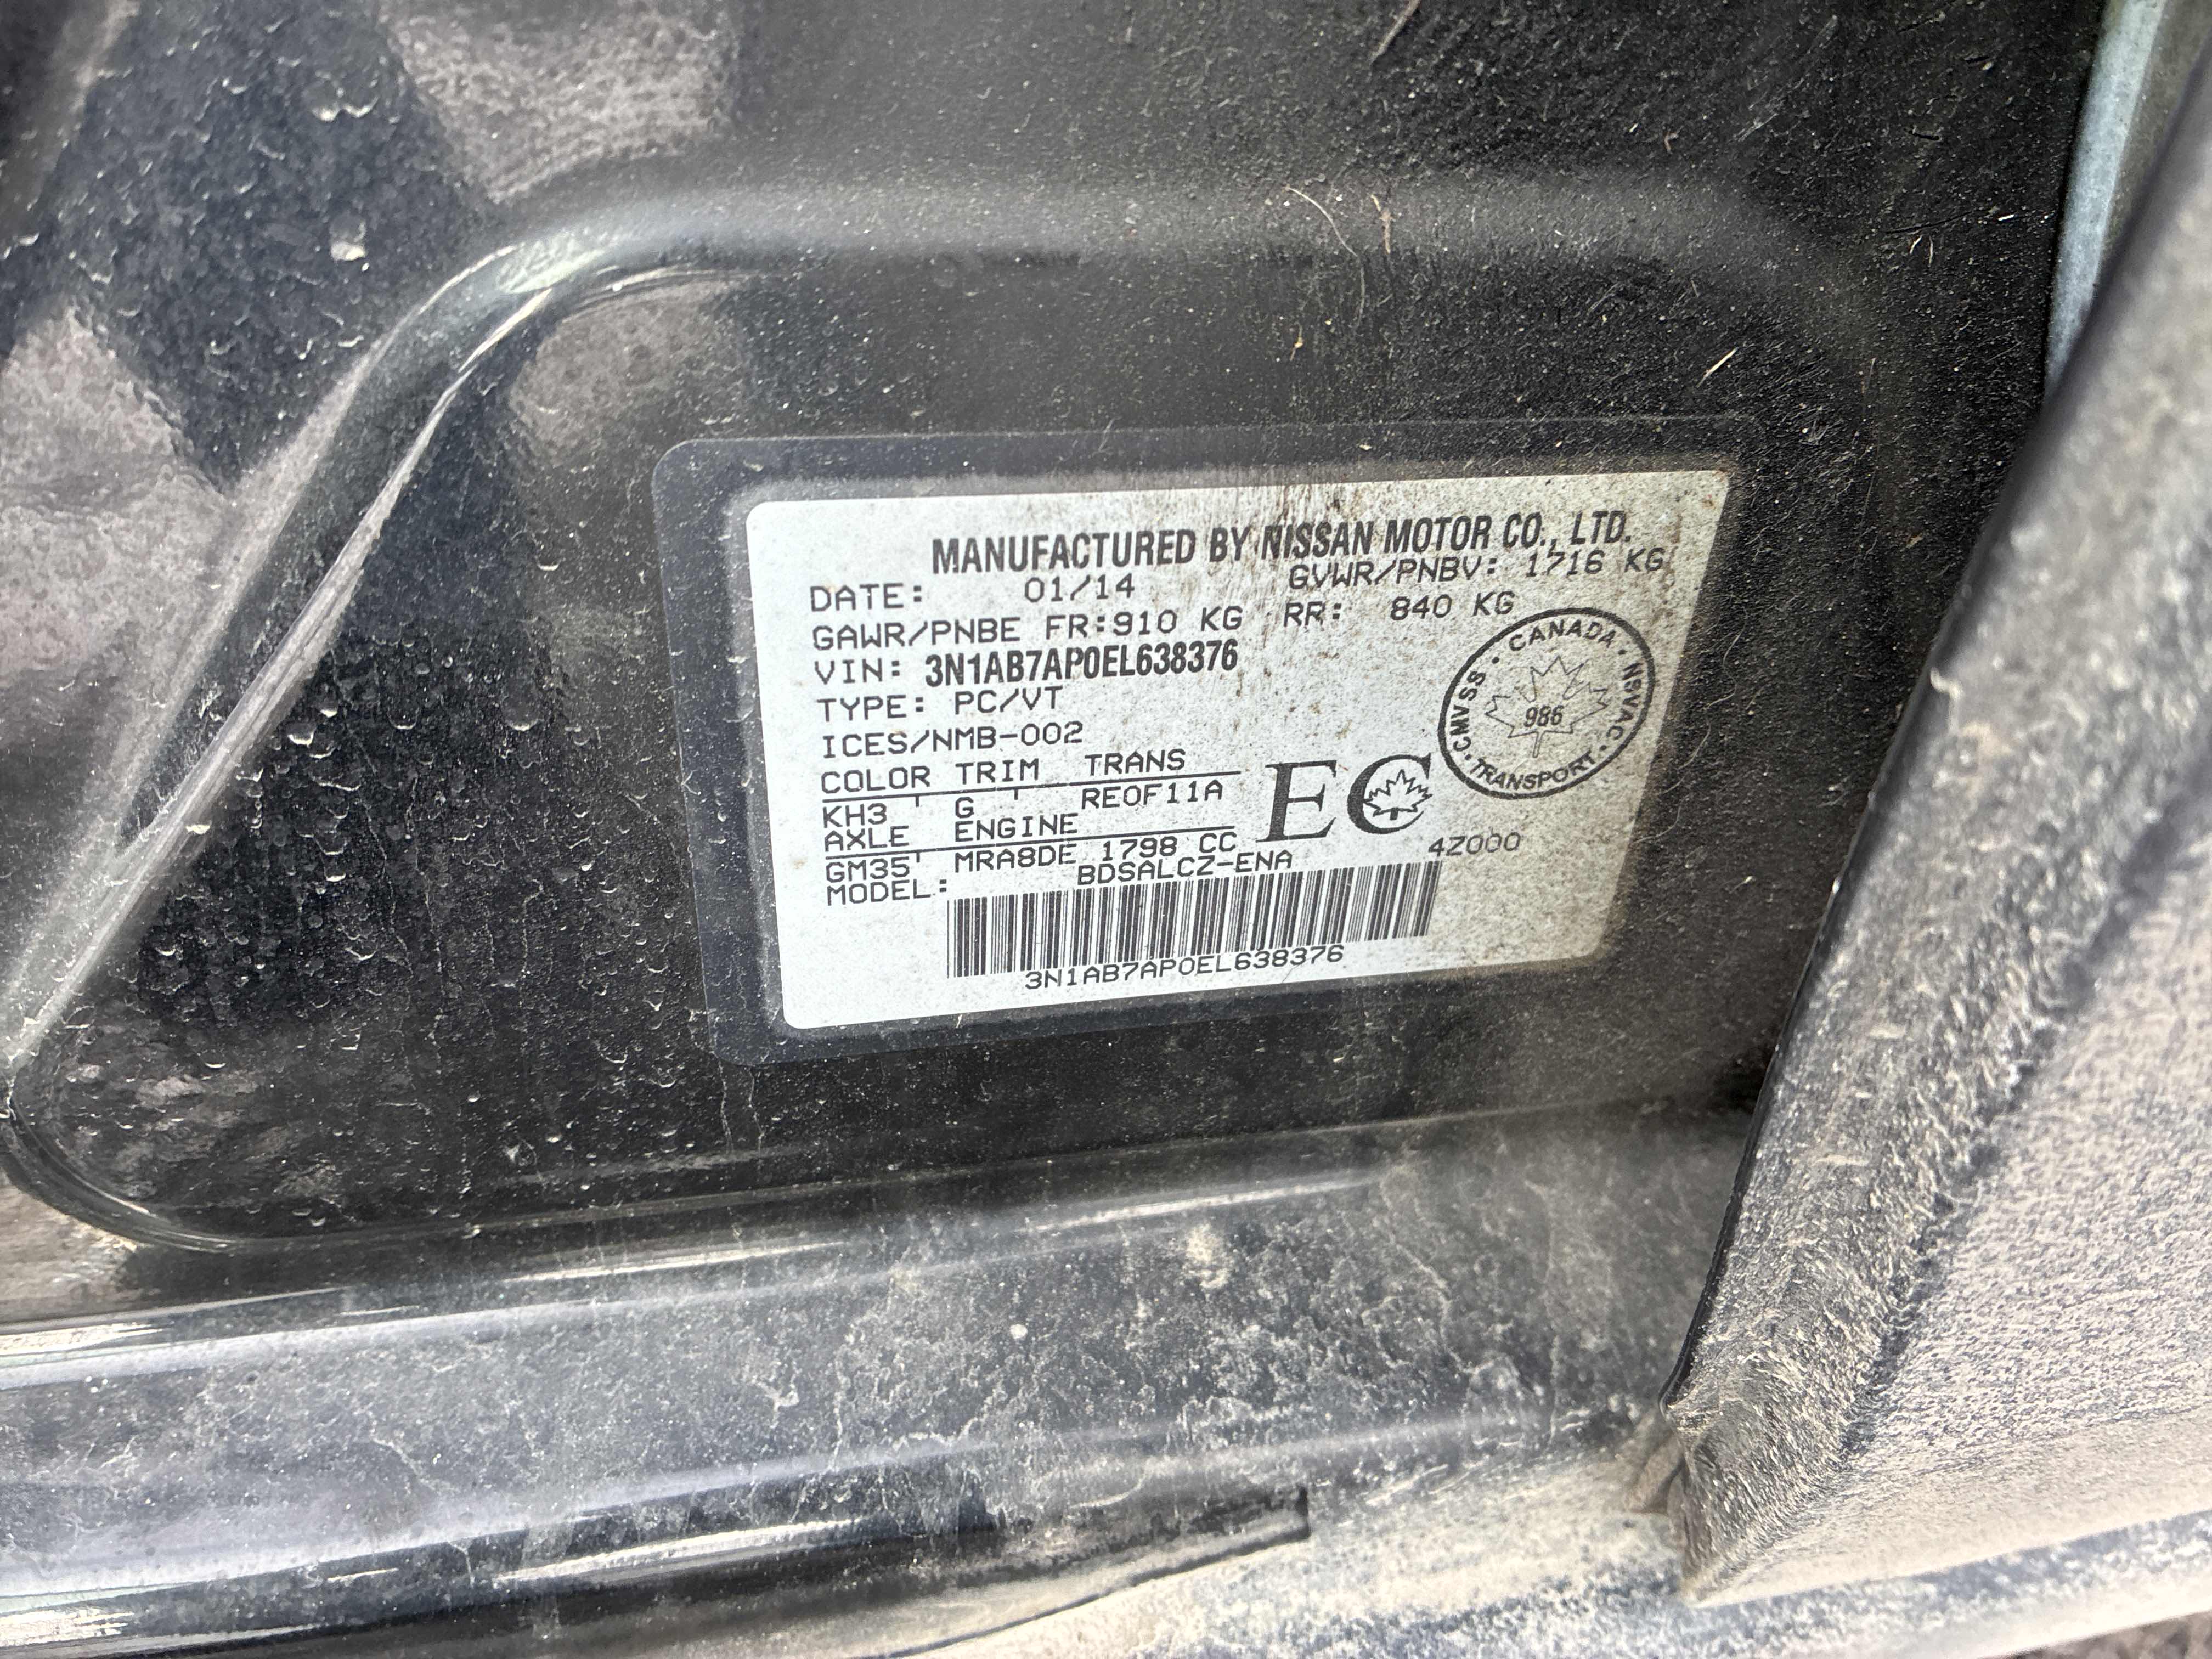 MANUFACTURED BY NISSAN MOTOR CO., LTD.
DATE: 01/14 GVWR/PNBV: 1716 KG
GAWR/PNBE FR:910 KG RR: 840 KG
VIN: 3N1AB7AP0EL638376
TYPE: PC/VT
ICES/NMB-002
COLOR TRIM TRANS
KH3 G RE0F11A
AXLE ENGINE
GM35 MRA8DE 1798 CC
MODEL: BDSALCZ-ENA 4Z000
EC
CANADA · NSVAC · TRANSPORT · CMVSS ·
986
3N1AB7AP0EL638376